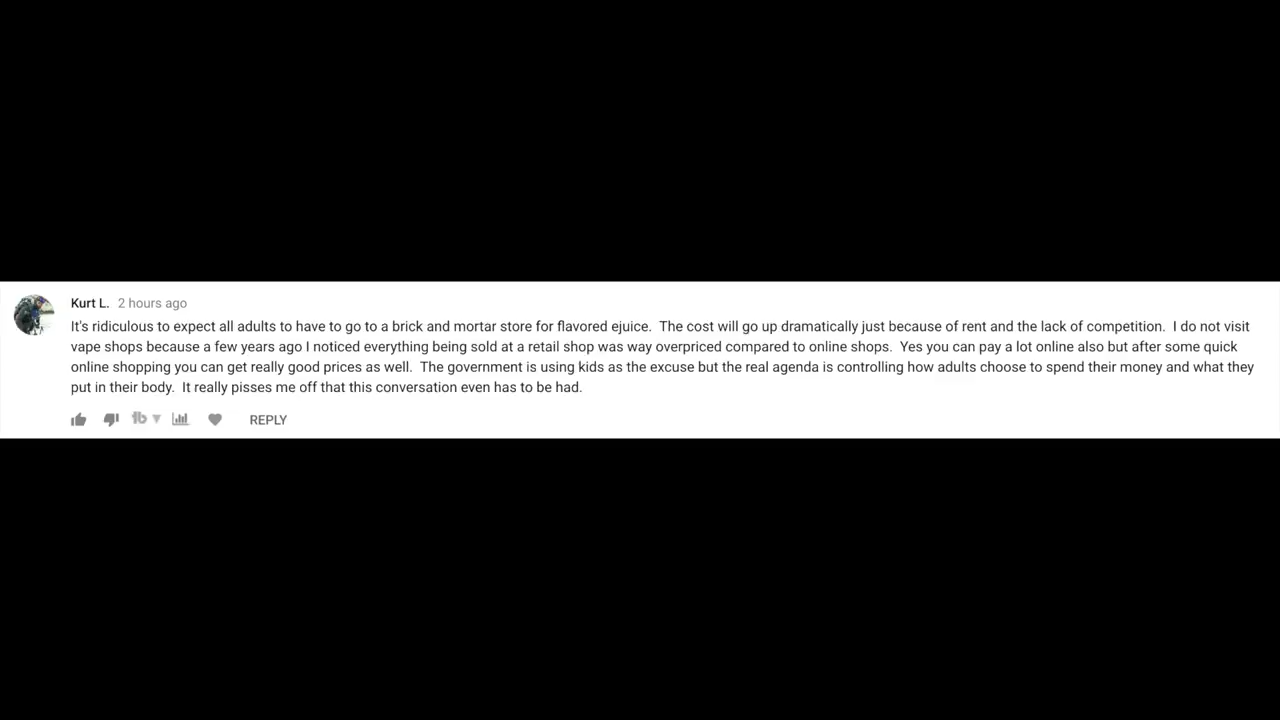 Kurt L. 2 hours ago
It's ridiculous to expect all adults to have to go to a brick and mortar store for flavored ejuice.  The cost will go up dramatically just because of rent and the lack of competition.  I do not visit
vape shops because a few years ago I noticed everything being sold at a retail shop was way overpriced compared to online shops.  Yes you can pay a lot online also but after some quick
online shopping you can get really good prices as well.  The government is using kids as the excuse but the real agenda is controlling how adults choose to spend their money and what they
put in their body.  It really pisses me off that this conversation even has to be had.
tb REPLY